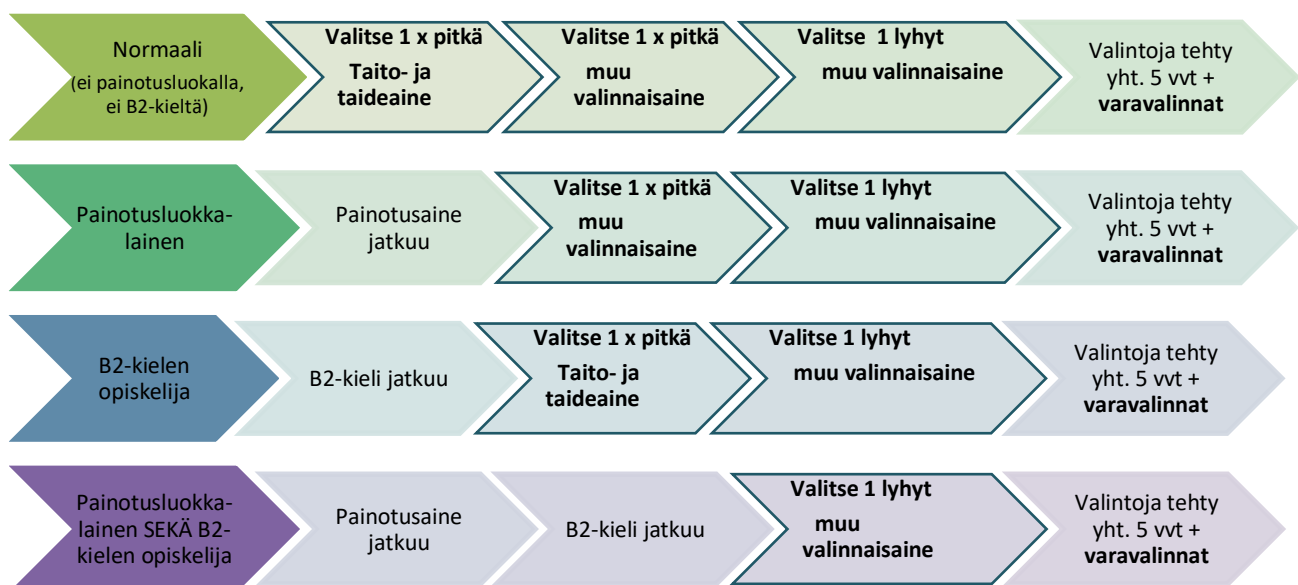 Normaali
(ei painotusluokalla,
ei B2-kieltä)
Valitse 1 x pitkä
Taito- ja
taideaine
Valitse 1 x pitkä
muu
valinnaisaine
Valitse 1 lyhyt
muu valinnaisaine
Valintoja tehty
yht. 5 vvt +
varavalinnat
Painotusluokka-
lainen
Painotusaine
jatkuu
Valitse 1 x pitkä
muu
valinnaisaine
Valitse 1 lyhyt
muu valinnaisaine
Valintoja tehty
yht. 5 vvt +
varavalinnat
B2-kielen
opiskelija
B2-kieli jatkuu
Valitse 1 x pitkä
Taito- ja
taideaine
Valitse 1 lyhyt
muu valinnaisaine
Valintoja tehty
yht. 5 vvt +
varavalinnat
Painotusluokka-
lainen SEKÄ B2-
kielen opiskelija
Painotusaine
jatkuu
B2-kieli jatkuu
Valitse 1 lyhyt
muu
valinnaisaine
Valintoja tehty
yht. 5 vvt +
varavalinnat